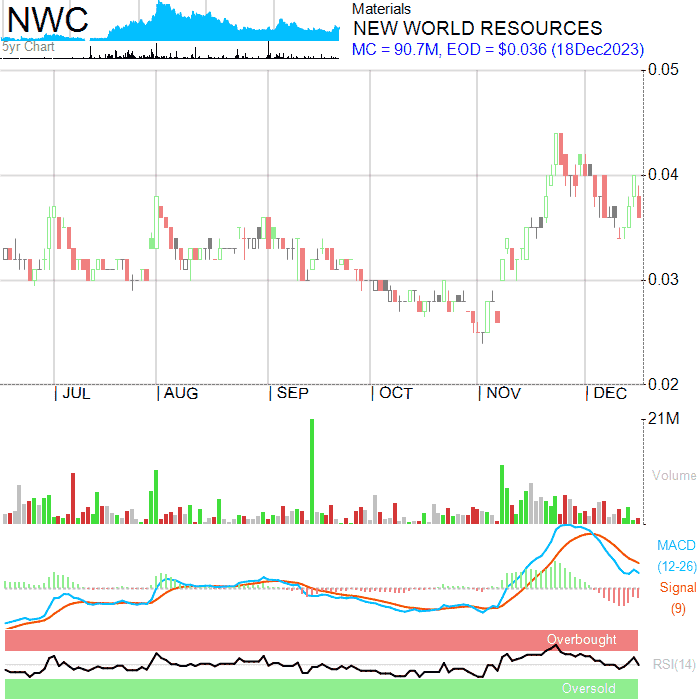 NWC
5yr Chart
Materials
NEW WORLD RESOURCES
MC = 90.7M, EOD = $0.036 (18Dec2023)
0.05
0.04
0.03
0.02
JUL AUG SEP OCT NOV DEC
21M
Volume
MACD
(12-26)
Signal
(9)
Overbought
RSI(14)
Oversold